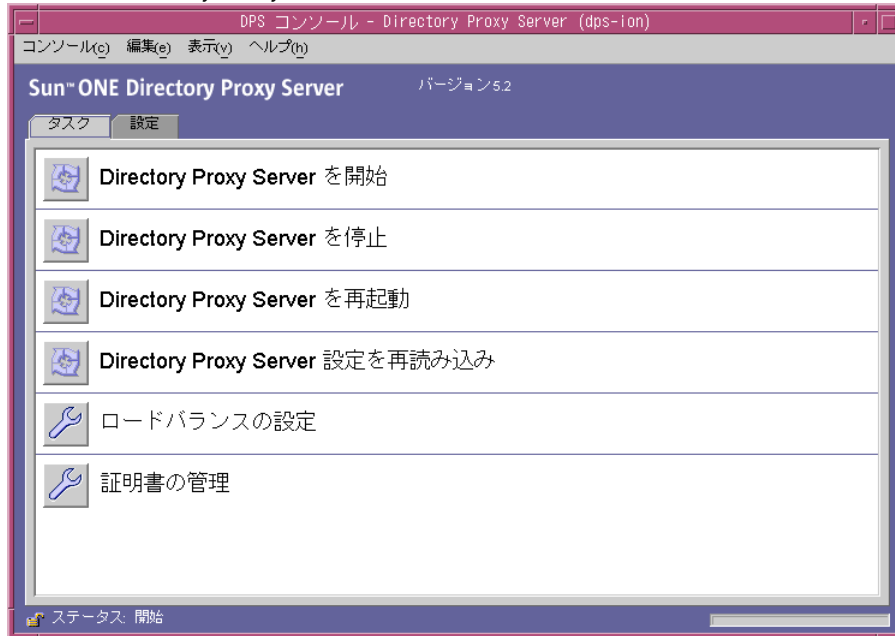 DPS コンソール - Directory Proxy Server (dps-ion)
コンソール(c) 編集(e) 表示(v) ヘルプ(h)
Sun™ ONE Directory Proxy Server バージョン5.2
タスク 設定
Directory Proxy Server を開始
Directory Proxy Server を停止
Directory Proxy Server を再起動
Directory Proxy Server 設定を再読み込み
ロードバランスの設定
証明書の管理
ステータス: 開始